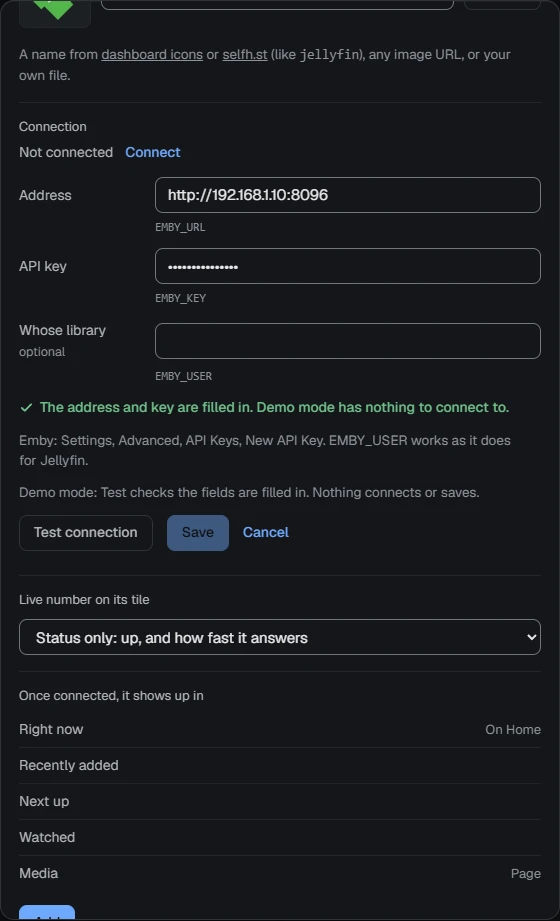 A name from dashboard icons or selfh.st (like jellyfin), any image URL, or your
own file.
Connection
Not connected Connect
Address
http://192.168.1.10:8096
EMBY_URL
API key
•••••••••••••••
EMBY_KEY
Whose library
optional
EMBY_USER
✓ The address and key are filled in. Demo mode has nothing to connect to.
Emby: Settings, Advanced, API Keys, New API Key. EMBY_USER works as it does
for Jellyfin.
Demo mode: Test checks the fields are filled in. Nothing connects or saves.
Test connection Save Cancel
Live number on its tile
Status only: up, and how fast it answers
Once connected, it shows up in
Right now On Home
Recently added
Next up
Watched
Media Page